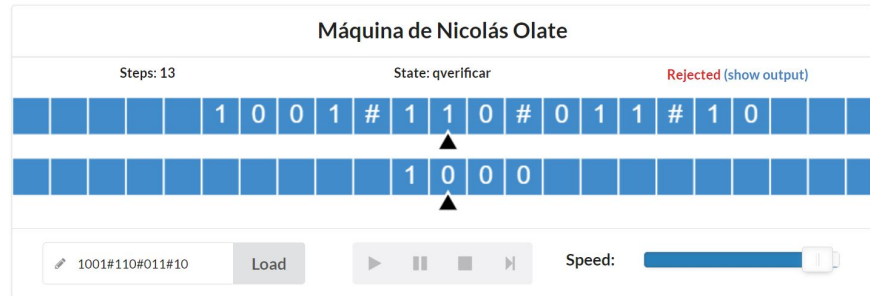 Máquina de Nicolás Olate
Steps: 13 State: qverificar Rejected (show output)
1 0 0 1 # 1 1 0 # 0 1 1 # 1 0
1 0 0 0
1001#110#011#10 Load Speed: